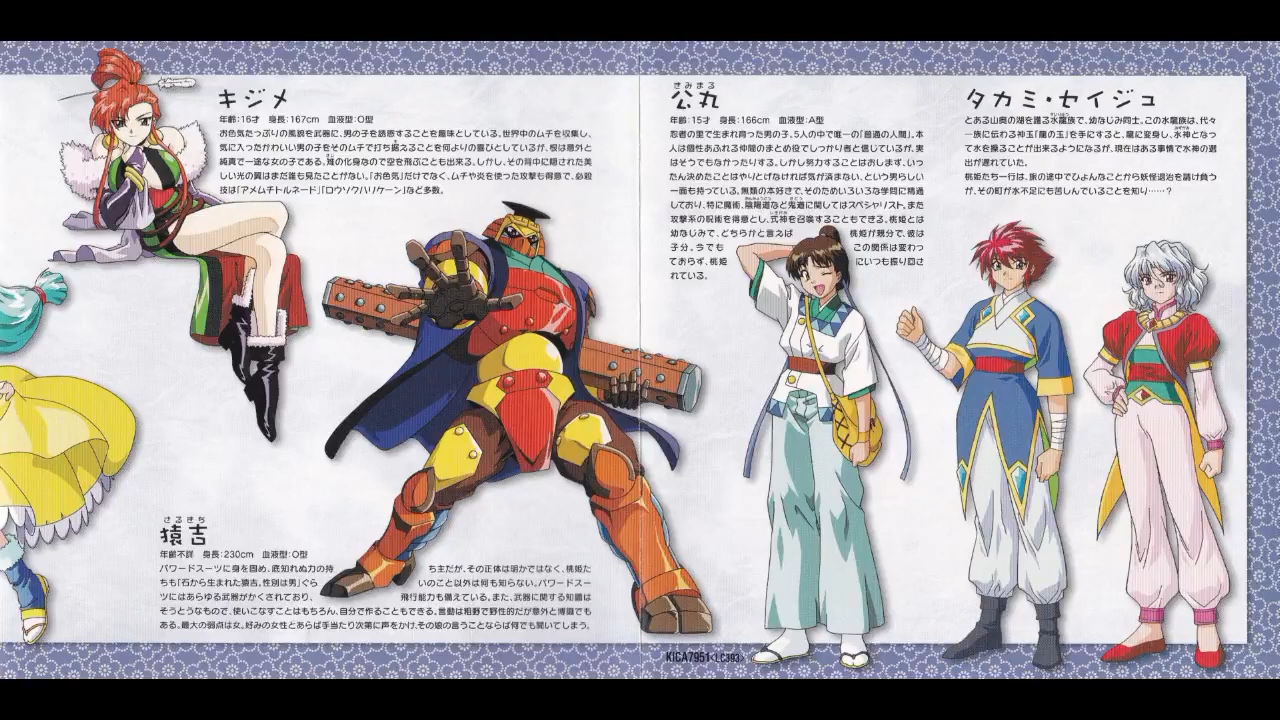 キジメ
年齢:16才 身長:167cm 血液型:O型
お色気たっぷりの風貌を武器に、男の子を誘惑することを趣味としている。世界中のムチを収集し、
気に入ったかわいい男の子をそのムチで打ち据えることを何よりの喜びとしているが、根は意外と
純真で一途な女の子である。雉の化身なので空を飛ぶことも出来る。しかし、その背中に隠された美
しい光の翼はまだ誰も見たことがない。「お色気」だけでなく、ムチや炎を使った攻撃も得意で、必殺
技は「アメムチトルネード」「ロウソクハリケーン」など多数。
さるきち
猿吉
年齢不詳 身長:230cm 血液型:O型
パワードスーツに身を固め、底知れぬ力の持
ち主だが、その正体は明かではなく、桃姫た
ちも「石から生まれた猿吉。性別は男」ぐら
いのこと以外は何も知らない。パワードスー
ツにはあらゆる武器がかくされており、
飛行能力も備えている。また、武器に関する知識は
そうとうなもので、使いこなすことはもちろん、自分で作ることもできる。言動は粗野で野性的だが意外と博識でも
ある。最大の弱点は女。好みの女性とあらば手当たり次第に声をかけ、その娘の言うことならば何でも聞いてしまう。
きみまる
公丸
年齢:15才 身長:166cm 血液型:A型
忍者の里で生まれ育った男の子。5人の中で唯一の「普通の人間」。本
人は個性あふれる仲間のまとめ役でしっかり者と信じているが、実
はそうでもなかったりする。しかし努力することはおしまず、いっ
たん決めたことはやりとげなければ気が済まない、という男らしい
一面も持っている。無類の本好きで、そのためいろいろな学問に精通
しており、特に魔術、陰陽道など鬼道に関してはスペシャリスト。また
攻撃系の呪術を得意とし、式神を召喚することもできる。桃姫とは
幼なじみで、どちらかと言えば 桃姫が親分で、彼は
子分。今でも この関係は変わっ
ておらず、桃姫 にいつも振り回さ
れている。
KICA7951〈LC393〉
タカミ・セイジュ
とある山奥の湖を護る水龍族で、幼なじみ同士。この水龍族は、代々
一族に伝わる神玉「龍の玉」を手にすると、龍に変身し、水神となっ
て水を操ることが出来るようになるが、現在はある事情で水神の選
出が遅れていた。
桃姫たち一行は、旅の途中でひょんなことから妖怪退治を請け負う
が、その町が水不足にも苦しんでいることを知り……?